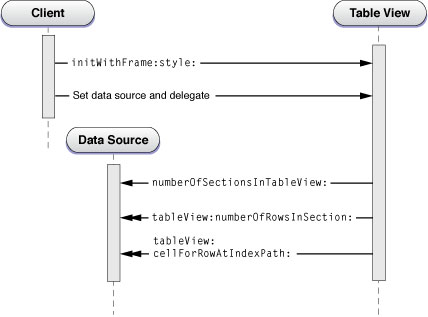 Client
Table View
initWithFrame:style:
Set data source and delegate
Data Source
numberOfSectionsInTableView:
tableView:numberOfRowsInSection:
tableView:
cellForRowAtIndexPath: